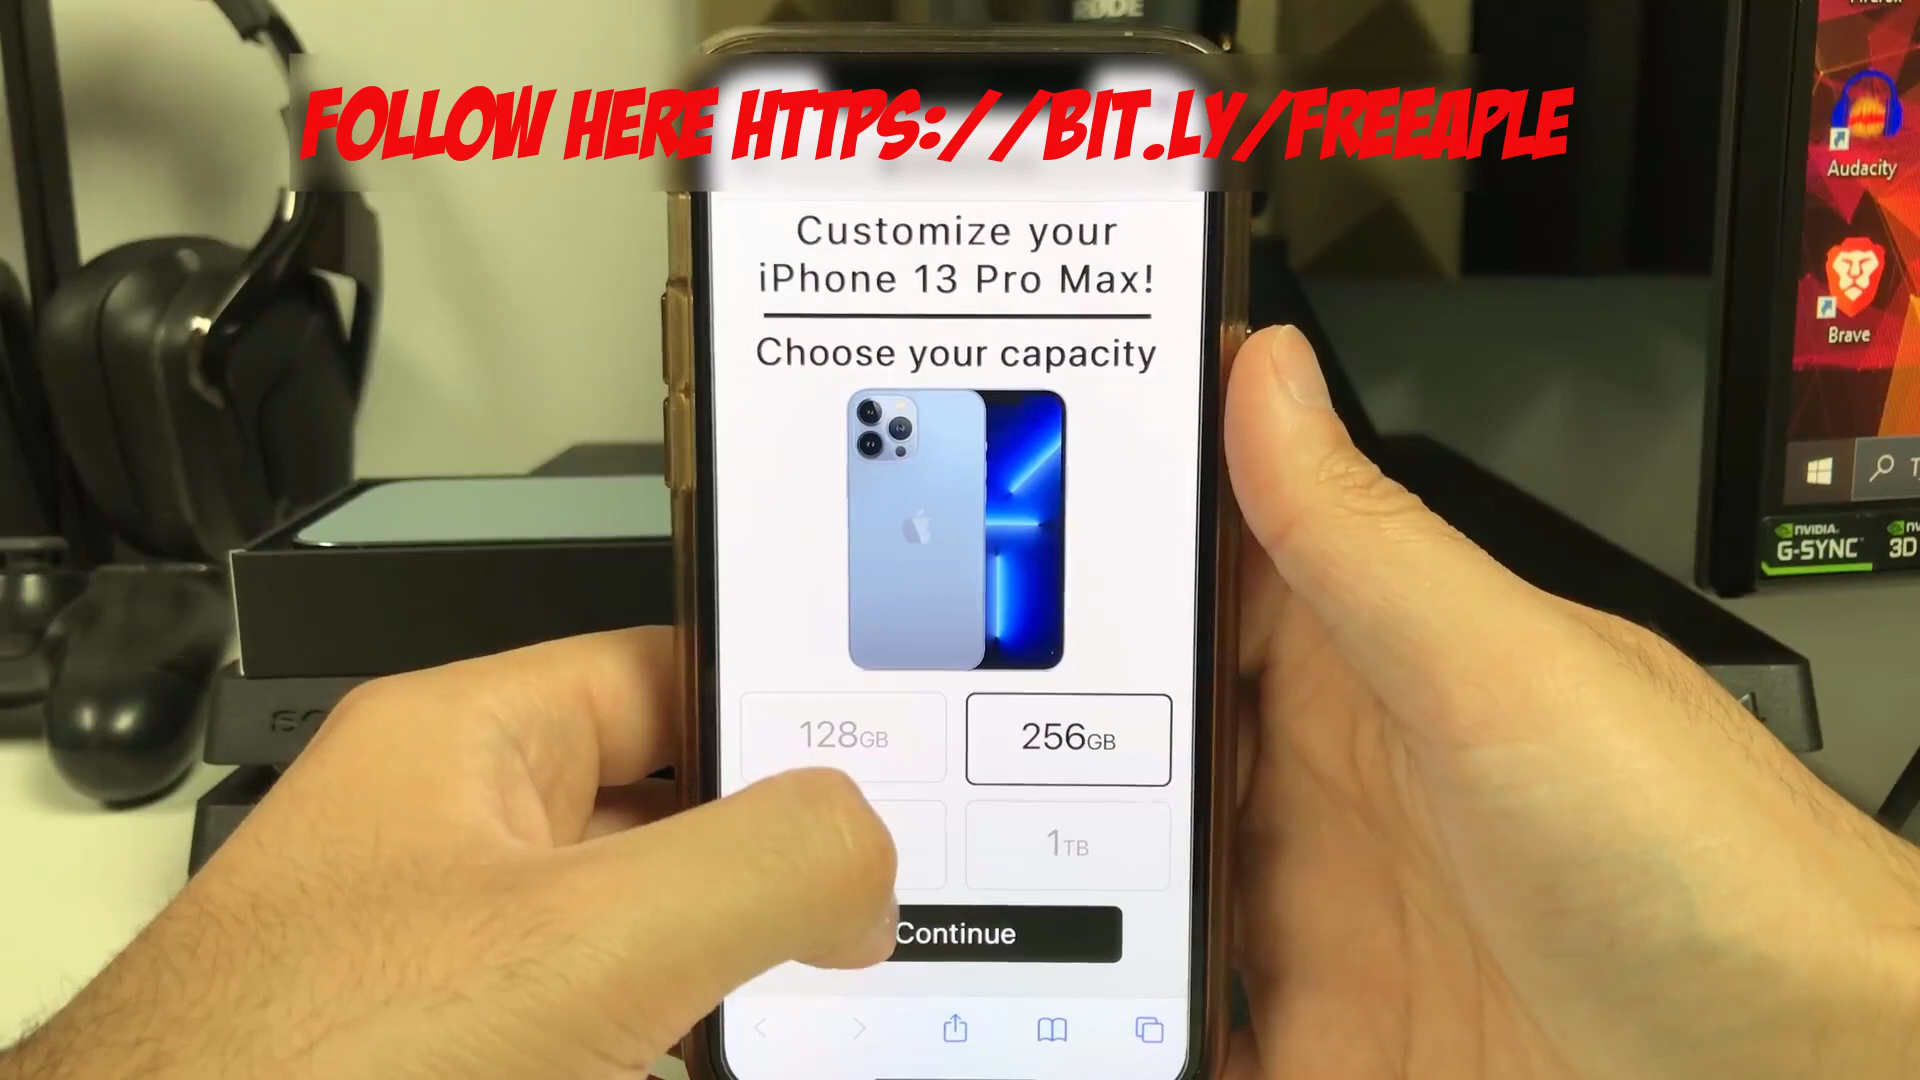 RØDE
FOLLOW HERE HTTPS://BIT.LY/FREEAPLE
Customize your
iPhone 13 Pro Max!
Choose your capacity
128GB
256GB
1TB
Continue
Audacity
Brave
NVIDIA.
G-SYNC
3D